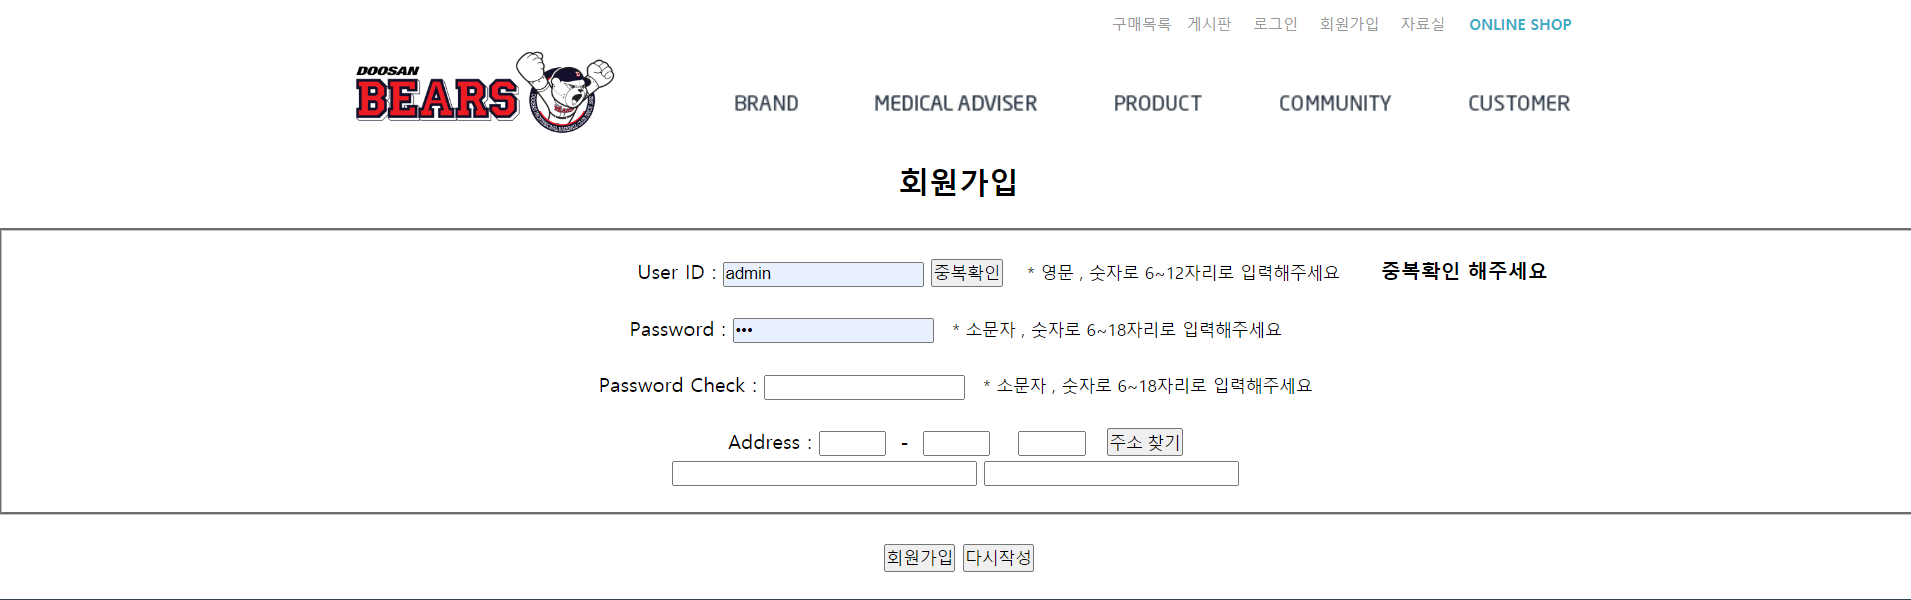 구매목록 게시판 로그인 회원가입 자료실 ONLINE SHOP
DOOSAN
BEARS
BRAND MEDICAL ADVISER PRODUCT COMMUNITY CUSTOMER
회원가입
User ID : admin 중복확인 * 영문 , 숫자로 6~12자리로 입력해주세요 중복확인 해주세요
Password : ••• * 소문자 , 숫자로 6~18자리로 입력해주세요
Password Check : * 소문자 , 숫자로 6~18자리로 입력해주세요
Address : - 주소 찾기
회원가입 다시작성